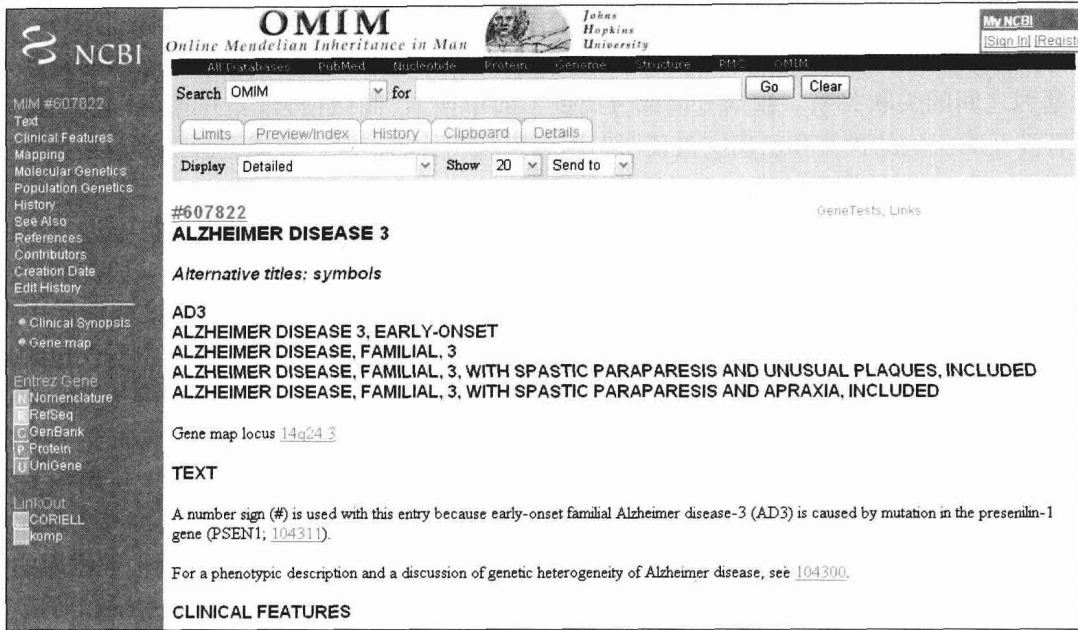 NCBI
OMIM
Online Mendelian Inheritance in Man
Johns
Hopkins
University
My NCBI
[Sign In] [Registe
All Databases PubMed Nucleotide Protein Genome Structure PMC OMIM
Search OMIM for Go Clear
Limits Preview/Index History Clipboard Details
Display Detailed Show 20 Send to
MIM #607822
Text
Clinical Features
Mapping
Molecular Genetics
Population Genetics
History
See Also
References
Contributors
Creation Date
Edit History
Clinical Synopsis
Gene map
Entrez Gene
N Nomenclature
R RefSeq
C GenBank
P Protein
U UniGene
LinkOut
CORIELL
komp
#607822
GeneTests, Links
ALZHEIMER DISEASE 3
Alternative titles; symbols
AD3
ALZHEIMER DISEASE 3, EARLY-ONSET
ALZHEIMER DISEASE, FAMILIAL, 3
ALZHEIMER DISEASE, FAMILIAL, 3, WITH SPASTIC PARAPARESIS AND UNUSUAL PLAQUES, INCLUDED
ALZHEIMER DISEASE, FAMILIAL, 3, WITH SPASTIC PARAPARESIS AND APRAXIA, INCLUDED
Gene map locus 14q24.3
TEXT
A number sign (#) is used with this entry because early-onset familial Alzheimer disease-3 (AD3) is caused by mutation in the presenilin-1
gene (PSEN1; 104311).
For a phenotypic description and a discussion of genetic heterogeneity of Alzheimer disease, see 104300.
CLINICAL FEATURES